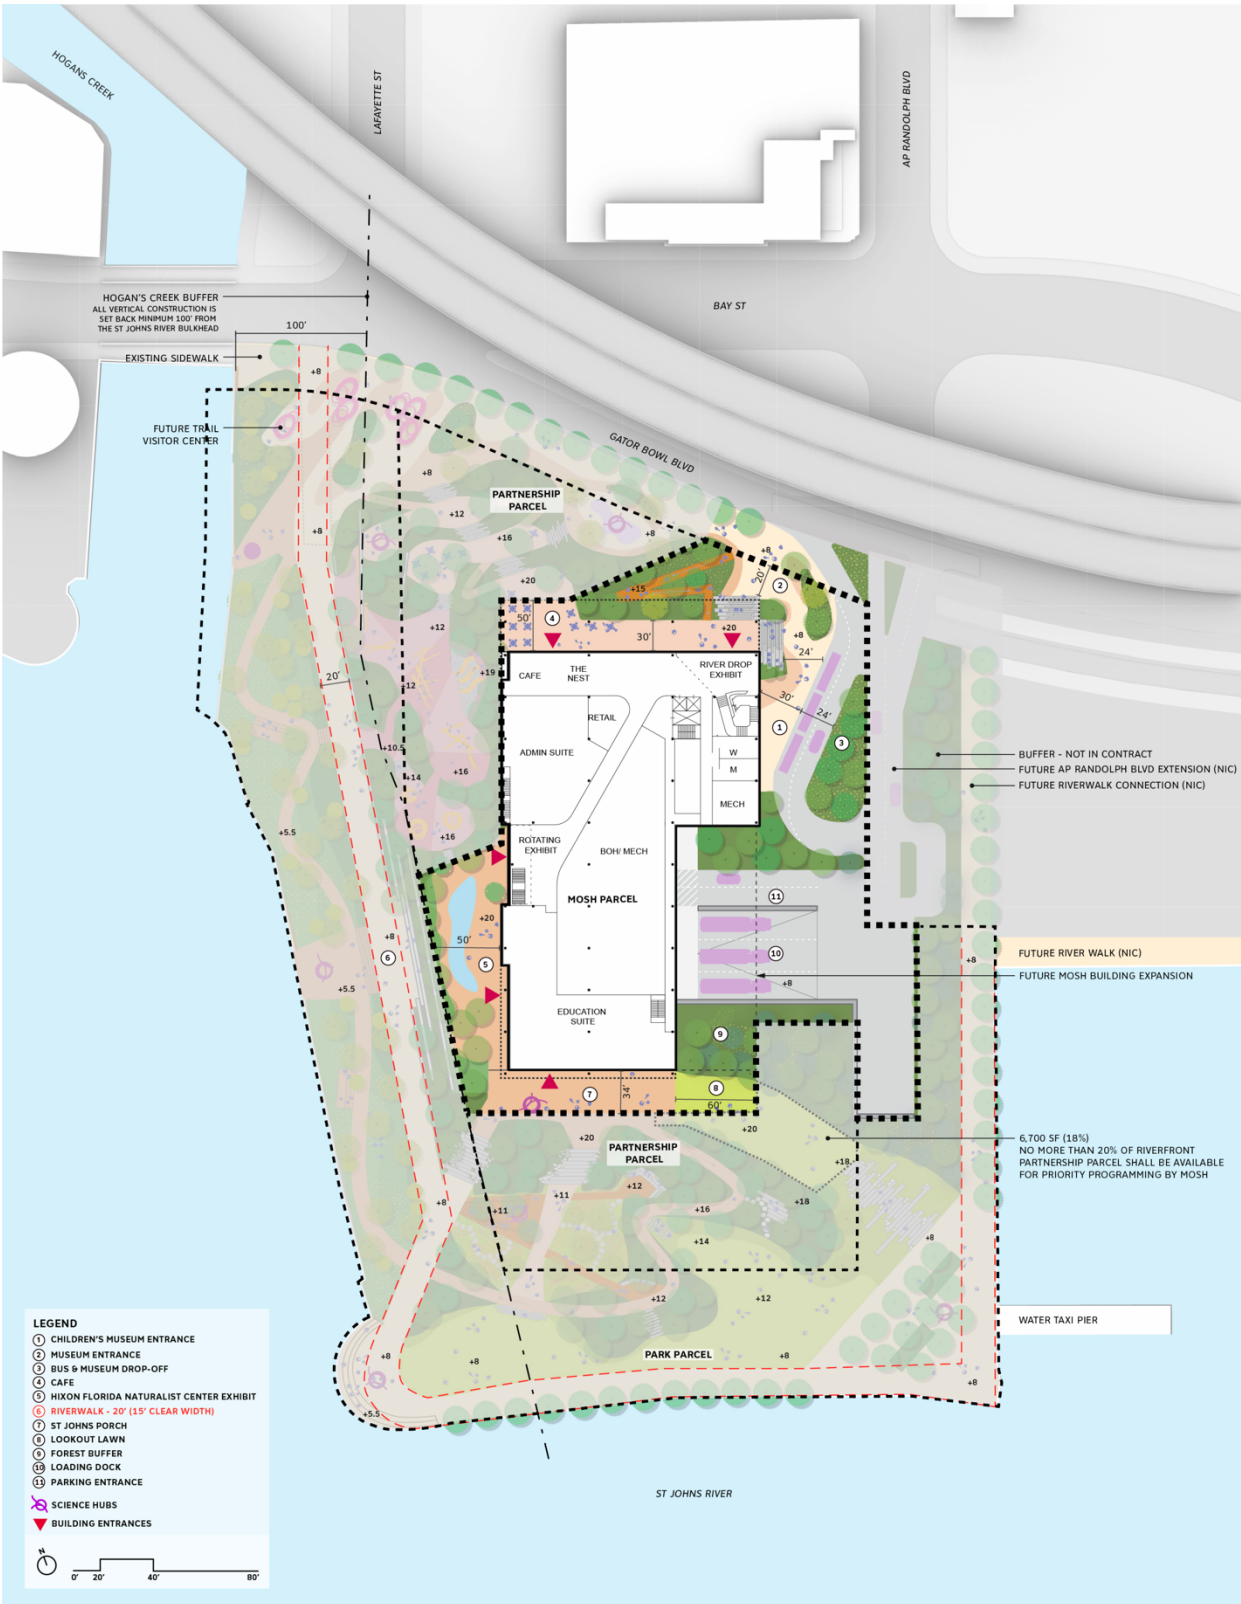 HOGANS CREEK
LAFAYETTE ST
AP RANDOLPH BLVD
HOGAN'S CREEK BUFFER
ALL VERTICAL CONSTRUCTION IS
SET BACK MINIMUM 100' FROM
THE ST JOHNS RIVER BULKHEAD
BAY ST
100'
EXISTING SIDEWALK
+8
FUTURE TRAIL
VISITOR CENTER
GATOR BOWL BLVD
+8
PARTNERSHIP
PARCEL
+12
+8
+16
+8
+8
+20
+15
20'
2
50'
4
+12
30'
+20
+8
24'
20'
+12
+19
CAFE
THE
NEST
RIVER DROP
EXHIBIT
30'
24'
RETAIL
1
3
+10.5
ADMIN SUITE
W
M
BUFFER - NOT IN CONTRACT
FUTURE AP RANDOLPH BLVD EXTENSION (NIC)
FUTURE RIVERWALK CONNECTION (NIC)
+14
+16
MECH
+5.5
+16
ROTATING
EXHIBIT
BOH/ MECH
MOSH PARCEL
11
+20
+8
50'
6
5
10
+8
FUTURE RIVER WALK (NIC)
+8
FUTURE MOSH BUILDING EXPANSION
+5.5
EDUCATION
SUITE
9
7
34'
8
60'
+20
+20
PARTNERSHIP
PARCEL
6,700 SF (18%)
NO MORE THAN 20% OF RIVERFRONT
PARTNERSHIP PARCEL SHALL BE AVAILABLE
FOR PRIORITY PROGRAMMING BY MOSH
+18
+12
+11
+8
+11
+16
+18
+14
+8
+12
+12
WATER TAXI PIER
PARK PARCEL
+8
+8
+8
+8
+5.5
LEGEND
1 CHILDREN'S MUSEUM ENTRANCE
2 MUSEUM ENTRANCE
3 BUS & MUSEUM DROP-OFF
4 CAFE
5 HIXON FLORIDA NATURALIST CENTER EXHIBIT
6 RIVERWALK - 20' (15' CLEAR WIDTH)
7 ST JOHNS PORCH
8 LOOKOUT LAWN
9 FOREST BUFFER
10 LOADING DOCK
11 PARKING ENTRANCE
SCIENCE HUBS
BUILDING ENTRANCES
N
0' 20' 40' 80'
ST JOHNS RIVER